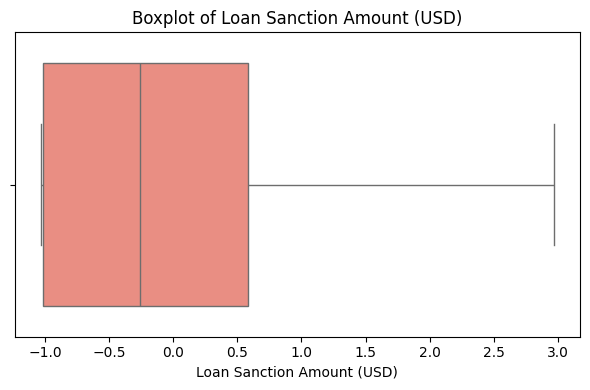 Boxplot of Loan Sanction Amount (USD)
−1.0 −0.5 0.0 0.5 1.0 1.5 2.0 2.5 3.0
Loan Sanction Amount (USD)